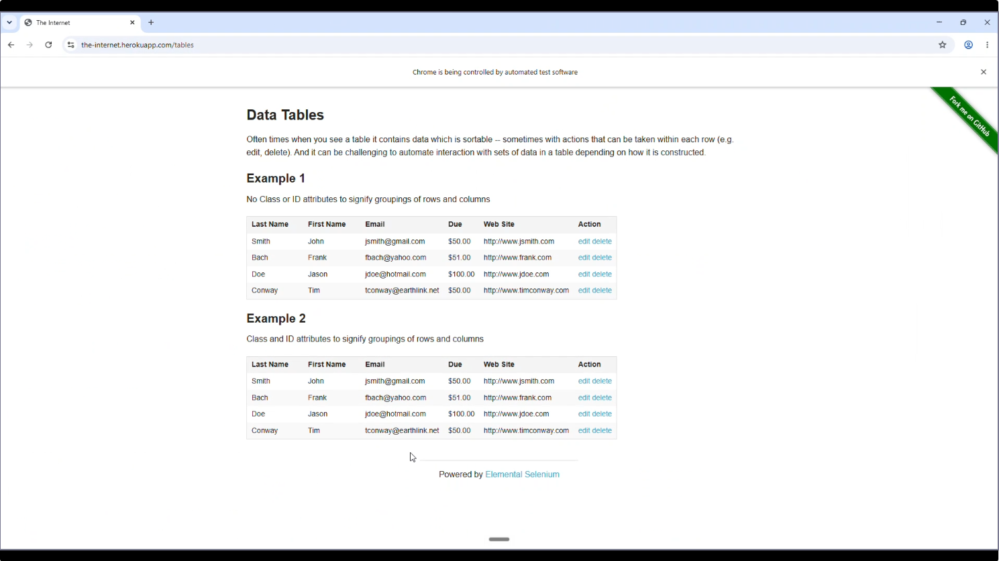 The Internet
the-internet.herokuapp.com/tables
Chrome is being controlled by automated test software
Fork me on GitHub
Data Tables
Often times when you see a table it contains data which is sortable -- sometimes with actions that can be taken within each row (e.g.
edit, delete). And it can be challenging to automate interaction with sets of data in a table depending on how it is constructed.
Example 1
No Class or ID attributes to signify groupings of rows and columns
Last Name First Name Email Due Web Site Action
Smith John jsmith@gmail.com $50.00 http://www.jsmith.com edit delete
Bach Frank fbach@yahoo.com $51.00 http://www.frank.com edit delete
Doe Jason jdoe@hotmail.com $100.00 http://www.jdoe.com edit delete
Conway Tim tconway@earthlink.net $50.00 http://www.timconway.com edit delete
Example 2
Class and ID attributes to signify groupings of rows and columns
Last Name First Name Email Due Web Site Action
Smith John jsmith@gmail.com $50.00 http://www.jsmith.com edit delete
Bach Frank fbach@yahoo.com $51.00 http://www.frank.com edit delete
Doe Jason jdoe@hotmail.com $100.00 http://www.jdoe.com edit delete
Conway Tim tconway@earthlink.net $50.00 http://www.timconway.com edit delete
Powered by Elemental Selenium